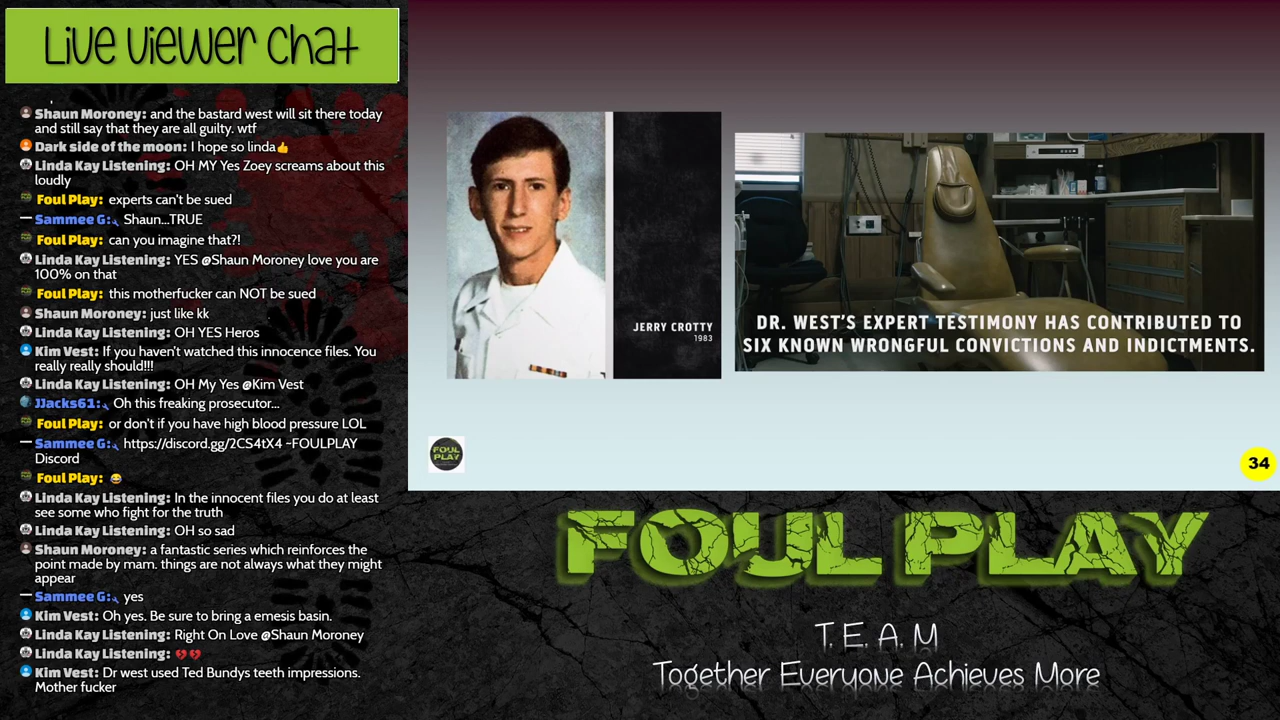 Live viewer chat
Shaun Moroney: and the bastard west will sit there today
and still say that they are all guilty. wtf
Dark side of the moon: I hope so linda👍
Linda Kay Listening: OH MY Yes Zoey screams about this
loudly
Foul Play: experts can't be sued
Sammee G: Shaun...TRUE
Foul Play: can you imagine that?!
Linda Kay Listening: YES @Shaun Moroney love you are
100% on that
Foul Play: this motherfucker can NOT be sued
Shaun Moroney: just like kk
Linda Kay Listening: OH YES Heros
Kim Vest: If you haven't watched this innocence files. You
really really should!!!
Linda Kay Listening: OH My Yes @Kim Vest
JJacks61: Oh this freaking prosecutor...
Foul Play: or don't if you have high blood pressure LOL
Sammee G: https://discord.gg/2CS4tX4 ~FOULPLAY
Discord
Foul Play: 😂
Linda Kay Listening: In the innocent files you do at least
see some who fight for the truth
Linda Kay Listening: OH so sad
Shaun Moroney: a fantastic series which reinforces the
point made by mam. things are not always what they might
appear
Sammee G: yes
Kim Vest: Oh yes. Be sure to bring a emesis basin.
Linda Kay Listening: Right On Love @Shaun Moroney
Linda Kay Listening: 💔💔
Kim Vest: Dr west used Ted Bundys teeth impressions.
Mother fucker
JERRY CROTTY
1983
DR. WEST'S EXPERT TESTIMONY HAS CONTRIBUTED TO
SIX KNOWN WRONGFUL CONVICTIONS AND INDICTMENTS.
FOUL
PLAY
34
FOUL PLAY
T. E. A. M
Together Everyone Achieves More